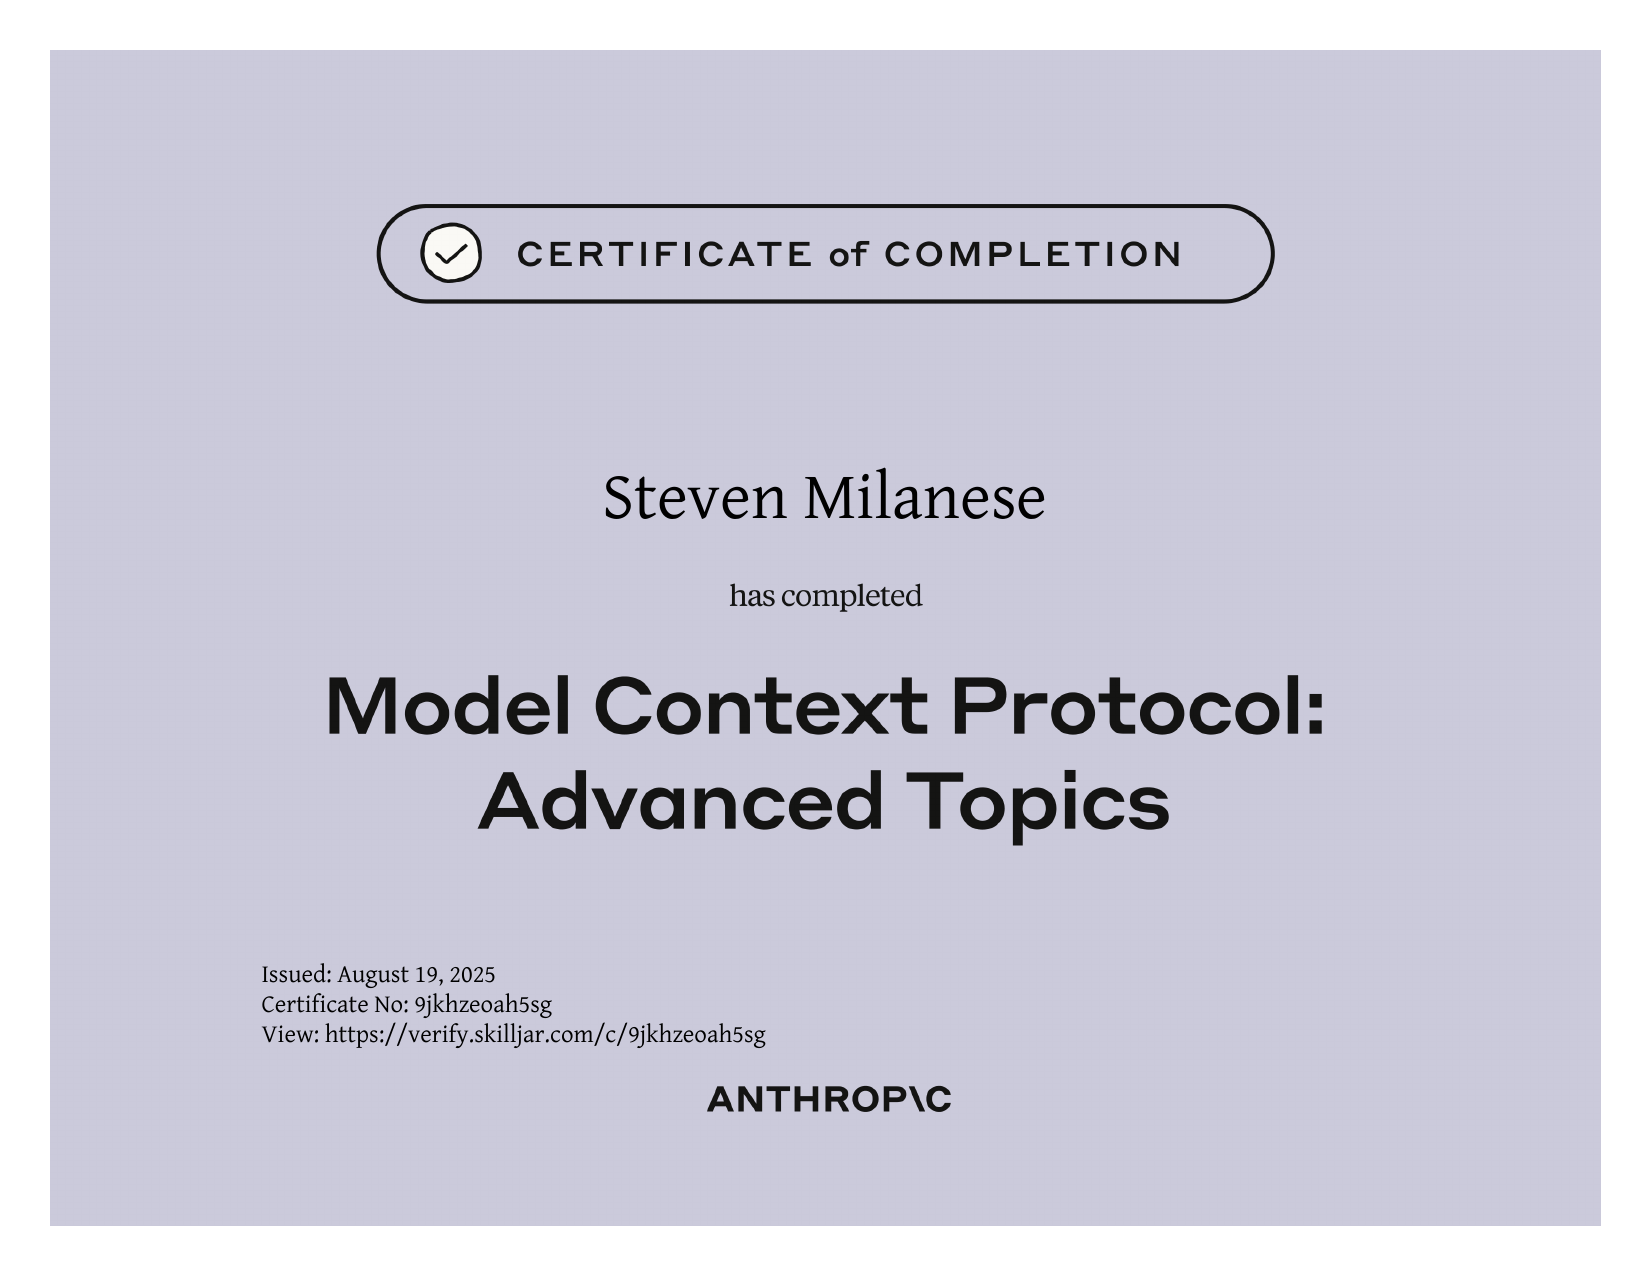 CERTIFICATE of COMPLETION
Steven Milanese
has completed
Model Context Protocol:
Advanced Topics
Issued: August 19, 2025
Certificate No: 9jkhzeoah5sg
View: https://verify.skilljar.com/c/9jkhzeoah5sg
ANTHROP\C